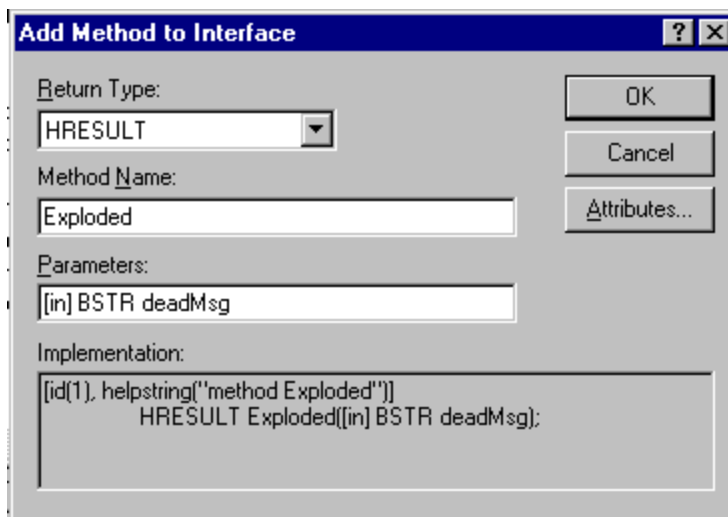 Add Method to Interface
Return Type:
HRESULT
Method Name:
Exploded
Parameters:
[in] BSTR deadMsg
Implementation:
[id(1), helpstring("method Exploded")]
HRESULT Exploded([in] BSTR deadMsg);
OK
Cancel
Attributes...